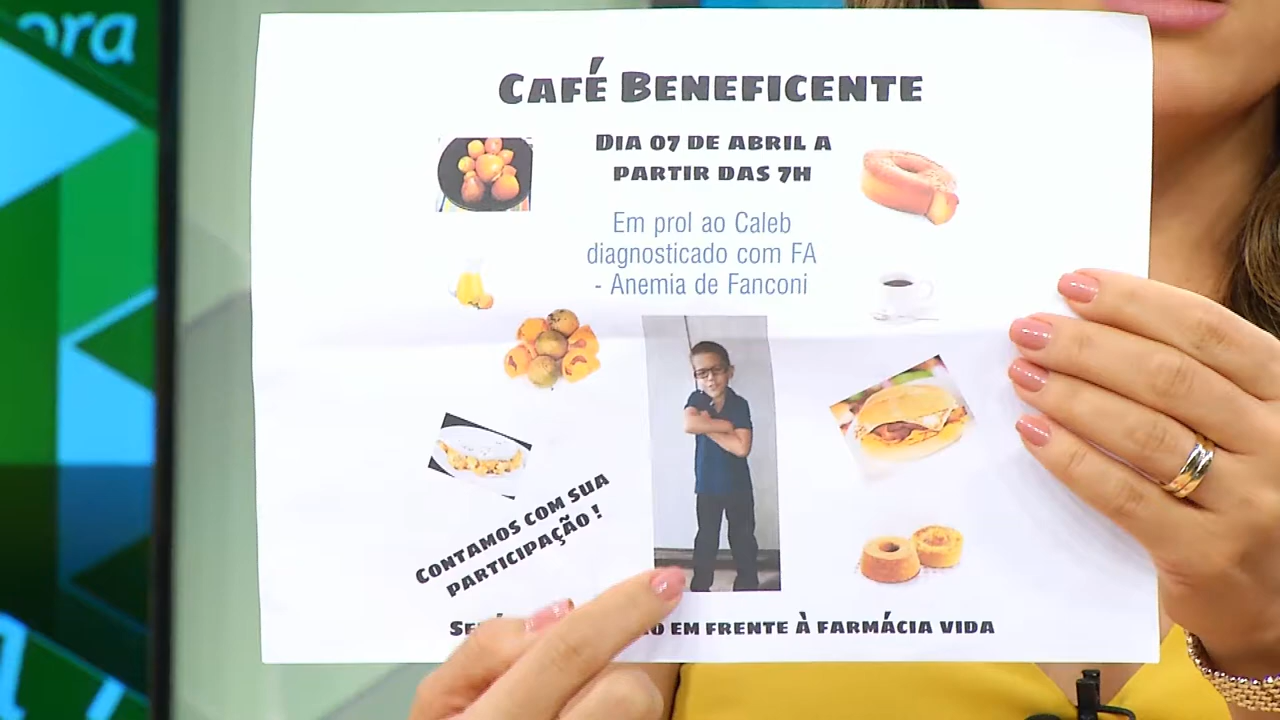 ora
CAFÉ BENEFICENTE
DIA 07 DE ABRIL A
PARTIR DAS 7H
Em prol ao Caleb
diagnosticado com FA
- Anemia de Fanconi
CONTAMOS COM SUA
PARTICIPAÇÃO !
EM FRENTE À FARMÁCIA VIDA